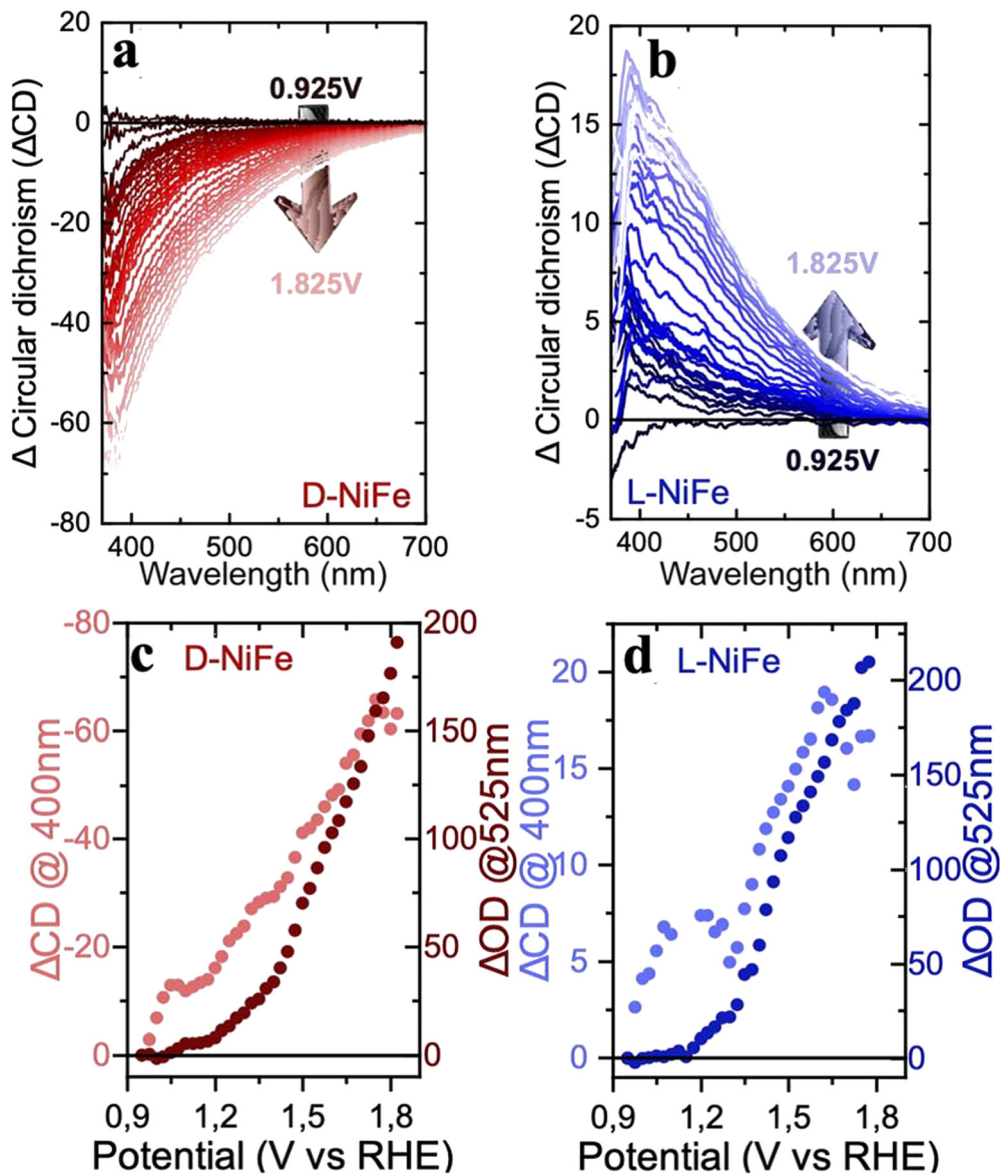 a
20
0
-20
-40
-60
-80
Δ Circular dichroism (ΔCD)
0.925V
1.825V
D-NiFe
400
500
600
700
Wavelength (nm)
b
20
15
10
5
0
-5
Δ Circular dichroism (ΔCD)
1.825V
0.925V
L-NiFe
400
500
600
700
Wavelength (nm)
c
D-NiFe
-80
-60
-40
-20
0
ΔCD @ 400nm
200
150
100
50
0
ΔOD @525nm
0,9
1,2
1,5
1,8
Potential (V vs RHE)
d
L-NiFe
20
15
10
5
0
ΔCD @ 400nm
200
150
100
50
0
ΔOD @525nm
0,9
1,2
1,5
1,8
Potential (V vs RHE)